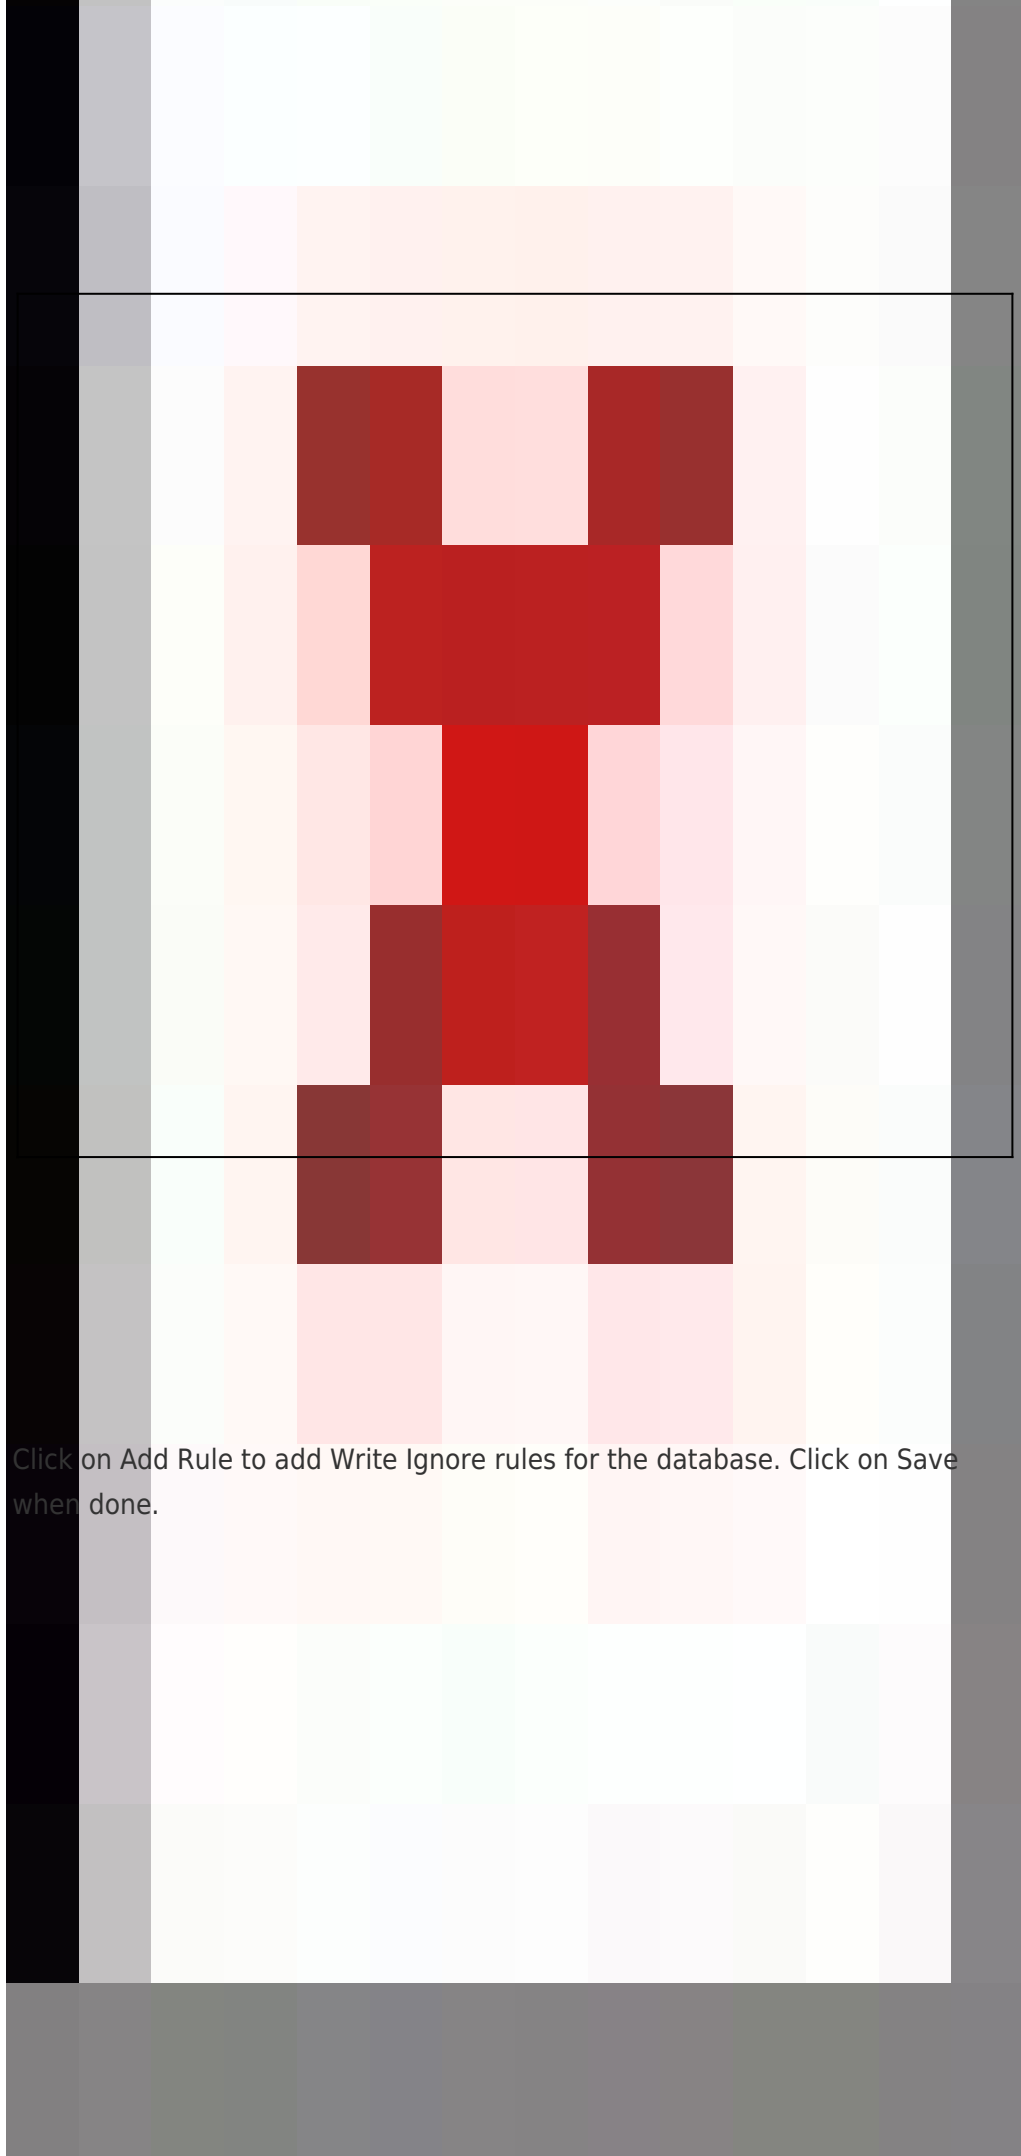 Click on Add Rule to add Write Ignore rules for the database. Click on Save
when done.